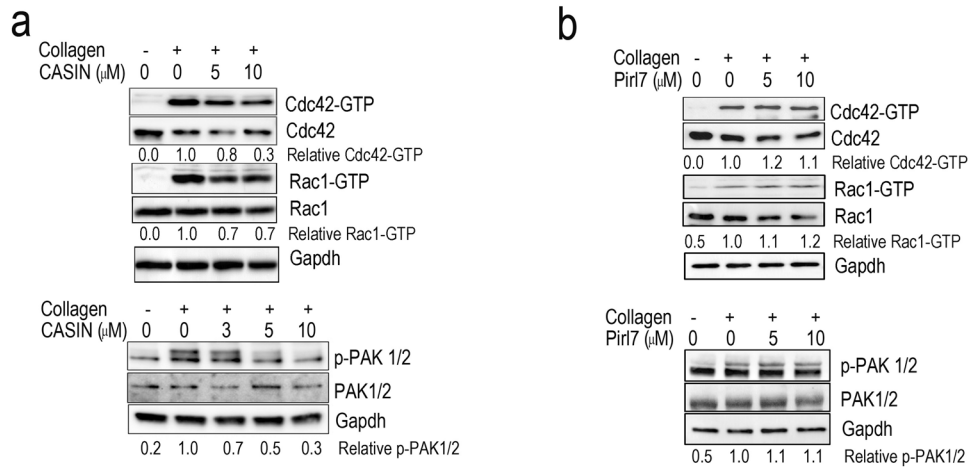 a
Collagen - + + +
CASIN (µM) 0 0 5 10
Cdc42-GTP
Cdc42
0.0 1.0 0.8 0.3 Relative Cdc42-GTP
Rac1-GTP
Rac1
0.0 1.0 0.7 0.7 Relative Rac1-GTP
Gapdh
Collagen - + + + +
CASIN (µM) 0 0 3 5 10
p-PAK 1/2
PAK1/2
Gapdh
0.2 1.0 0.7 0.5 0.3 Relative p-PAK1/2
b
Collagen - + + +
Pirl7 (µM) 0 0 5 10
Cdc42-GTP
Cdc42
0.0 1.0 1.2 1.1 Relative Cdc42-GTP
Rac1-GTP
Rac1
0.5 1.0 1.1 1.2 Relative Rac1-GTP
Gapdh
Collagen - + + +
Pirl7 (µM) 0 0 5 10
p-PAK 1/2
PAK1/2
Gapdh
0.5 1.0 1.1 1.1 Relative p-PAK1/2